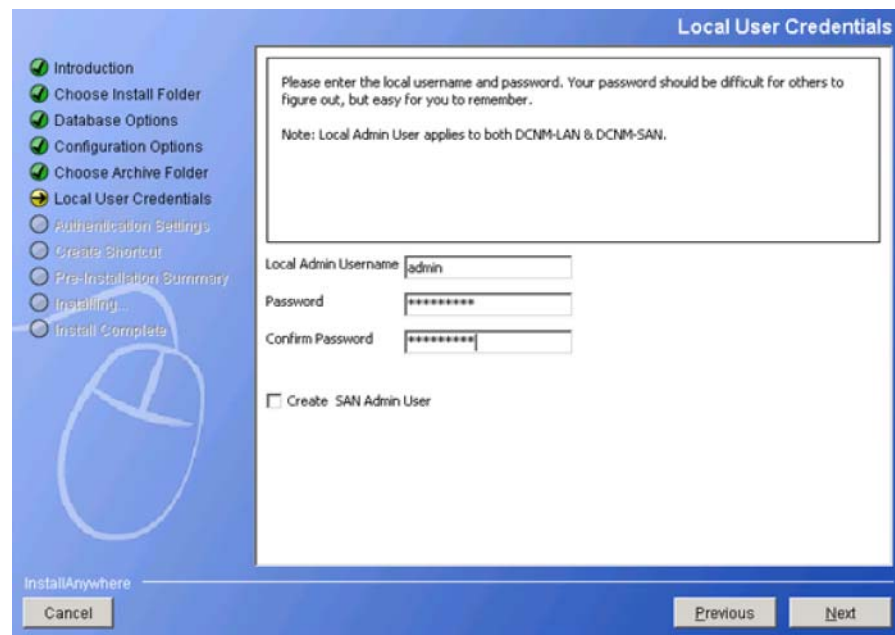 Local User Credentials
Introduction
Choose Install Folder
Database Options
Configuration Options
Choose Archive Folder
Local User Credentials
Authentication Settings
Create Shortcut
Pre-Installation Summary
Installing...
Install Complete
Please enter the local username and password. Your password should be difficult for others to
figure out, but easy for you to remember.
Note: Local Admin User applies to both DCNM-LAN & DCNM-SAN.
Local Admin Username admin
Password *********
Confirm Password *********
Create SAN Admin User
InstallAnywhere
Cancel
Previous
Next